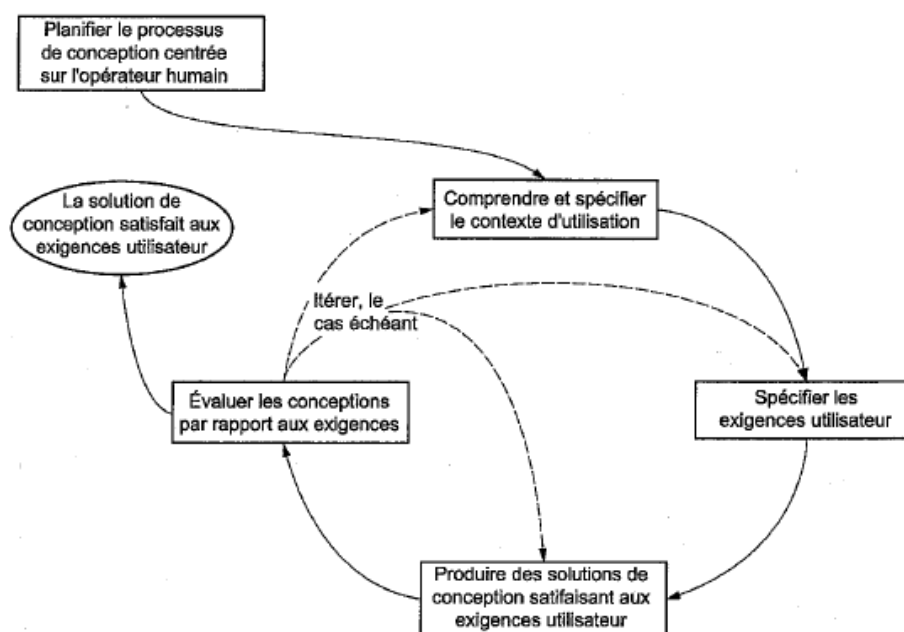 Planifier le processus
de conception centrée
sur l'opérateur humain
Comprendre et spécifier
le contexte d'utilisation
La solution de
conception satisfait aux
exigences utilisateur
Itérer, le
cas échéant
Évaluer les conceptions
par rapport aux exigences
Spécifier les
exigences utilisateur
Produire des solutions de
conception satifaisant aux
exigences utilisateur